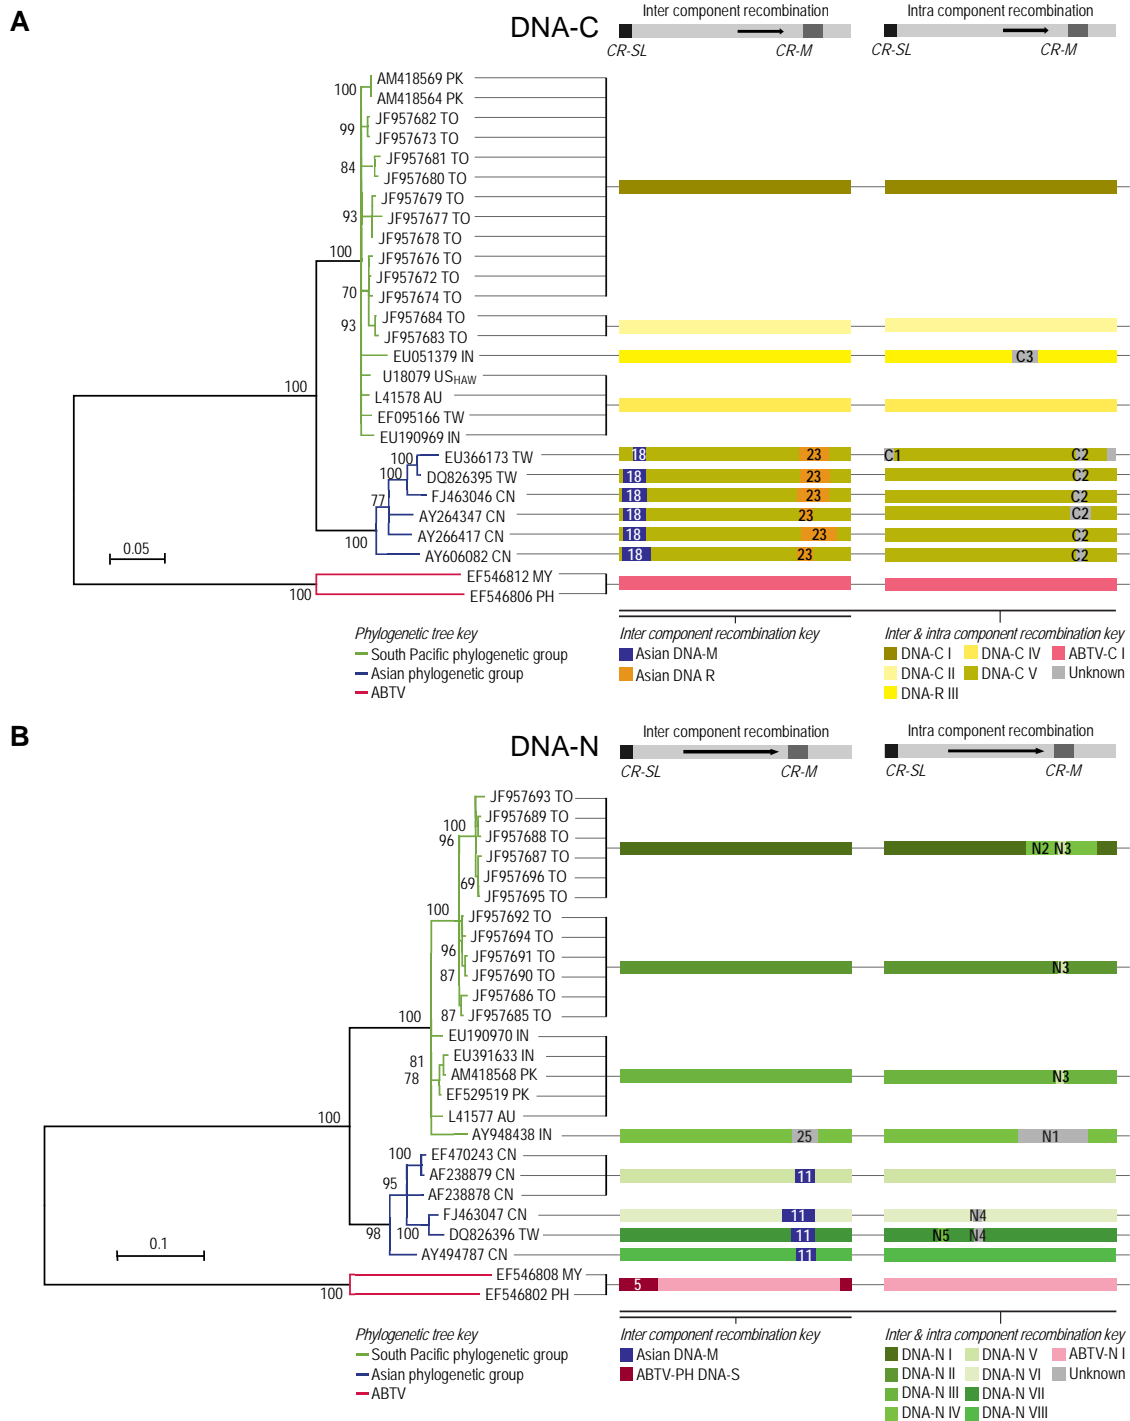 A
DNA-C
Inter component recombination
Intra component recombination
CR-SL
CR-M
CR-SL
CR-M
AM418569 PK
100
AM418564 PK
JF957682 TO
99
JF957673 TO
JF957681 TO
84
JF957680 TO
JF957679 TO
93
JF957677 TO
JF957678 TO
100
JF957676 TO
JF957672 TO
70
JF957674 TO
JF957684 TO
93
JF957683 TO
EU051379 IN
C3
U18079 USHAW
100
L41578 AU
EF095166 TW
EU190969 IN
100
EU366173 TW
18
23
C1
C2
100
DQ826395 TW
18
23
C2
77
FJ463046 CN
18
23
C2
AY264347 CN
18
23
C2
100
AY266417 CN
18
23
C2
0.05
AY606082 CN
18
23
C2
EF546812 MY
100
EF546806 PH
Phylogenetic tree key
South Pacific phylogenetic group
Asian phylogenetic group
ABTV
Inter component recombination key
Asian DNA-M
Asian DNA R
Inter & intra component recombination key
DNA-C I
DNA-C IV
ABTV-C I
DNA-C II
DNA-C V
Unknown
DNA-R III
B
DNA-N
Inter component recombination
Intra component recombination
CR-SL
CR-M
CR-SL
CR-M
JF957693 TO
JF957689 TO
100
96
JF957688 TO
N2 N3
JF957687 TO
JF957696 TO
69
JF957695 TO
100
JF957692 TO
JF957694 TO
96
JF957691 TO
N3
87
JF957690 TO
JF957686 TO
87
JF957685 TO
100
EU190970 IN
81
EU391633 IN
78
AM418568 PK
N3
EF529519 PK
L41577 AU
100
AY948438 IN
25
N1
100
EF470243 CN
95
AF238879 CN
11
AF238878 CN
FJ463047 CN
11
N4
98
100
DQ826396 TW
11
N5
N4
0.1
AY494787 CN
11
EF546808 MY
5
100
EF546802 PH
Phylogenetic tree key
South Pacific phylogenetic group
Asian phylogenetic group
ABTV
Inter component recombination key
Asian DNA-M
ABTV-PH DNA-S
Inter & intra component recombination key
DNA-N I
DNA-N V
ABTV-N I
DNA-N II
DNA-N VI
Unknown
DNA-N III
DNA-N VII
DNA-N IV
DNA-N VIII